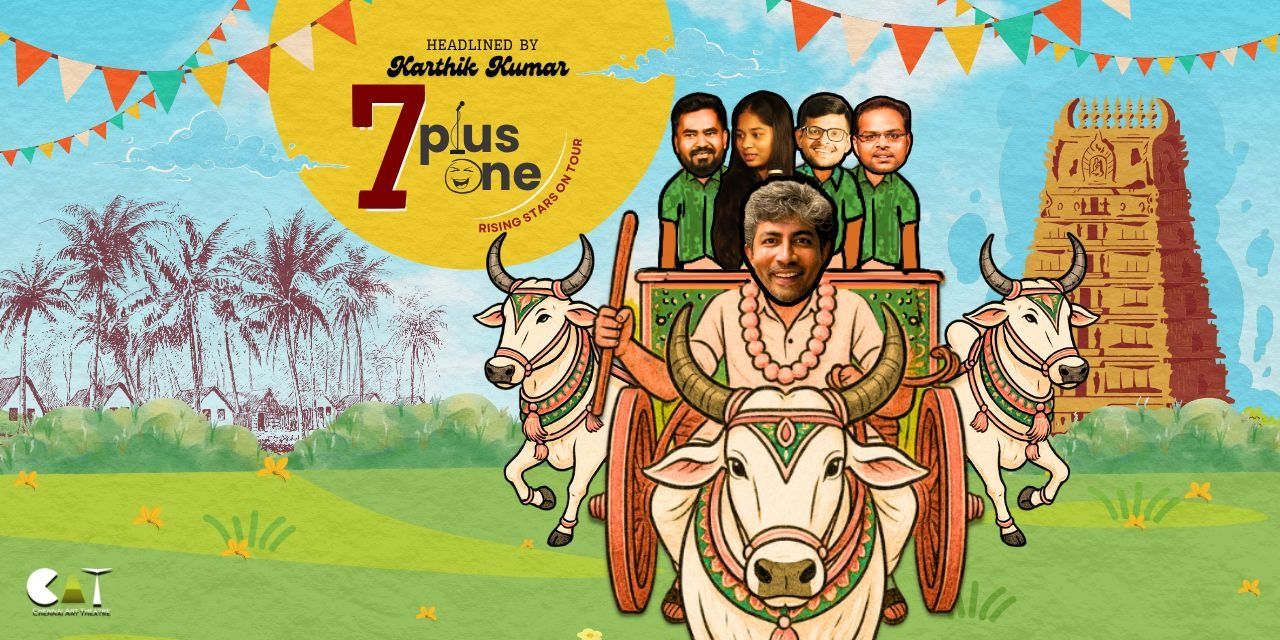 HEADLINED BY
Karthik Kumar
7 plus
One
RISING STARS ON TOUR
CAT
CHENNAI ART THEATRE